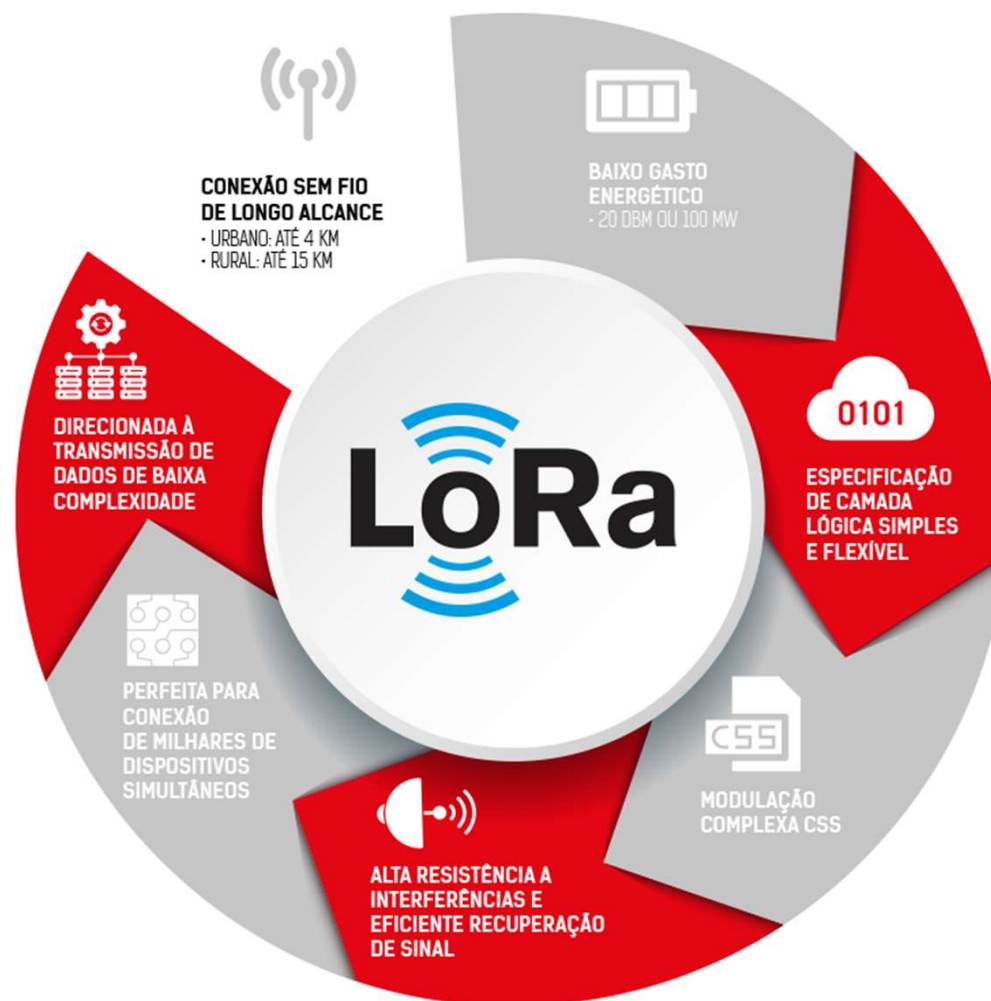 CONEXÃO SEM FIO
DE LONGO ALCANCE
• URBANO: ATÉ 4 KM
• RURAL: ATÉ 15 KM
BAIXO GASTO
ENERGÉTICO
• 20 DBM OU 100 MW
0101
ESPECIFICAÇÃO
DE CAMADA
LÓGICA SIMPLES
E FLEXÍVEL
CSS
MODULAÇÃO
COMPLEXA CSS
ALTA RESISTÊNCIA A
INTERFERÊNCIAS E
EFICIENTE RECUPERAÇÃO
DE SINAL
PERFEITA PARA
CONEXÃO
DE MILHARES DE
DISPOSITIVOS
SIMULTÂNEOS
DIRECIONADA À
TRANSMISSÃO DE
DADOS DE BAIXA
COMPLEXIDADE
LoRa